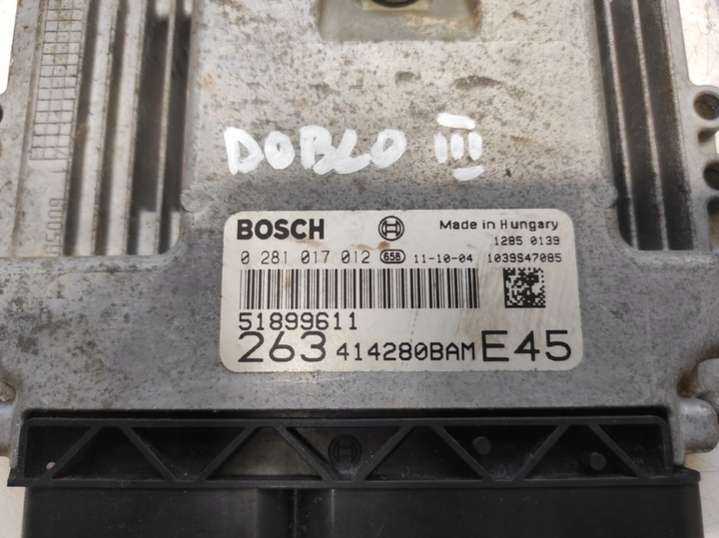 DOBLO III
BOSCH Made in Hungary
1285 0139
0 281 017 012 658 11-10-04 1039S47085
51899611
263 414280BAM E45